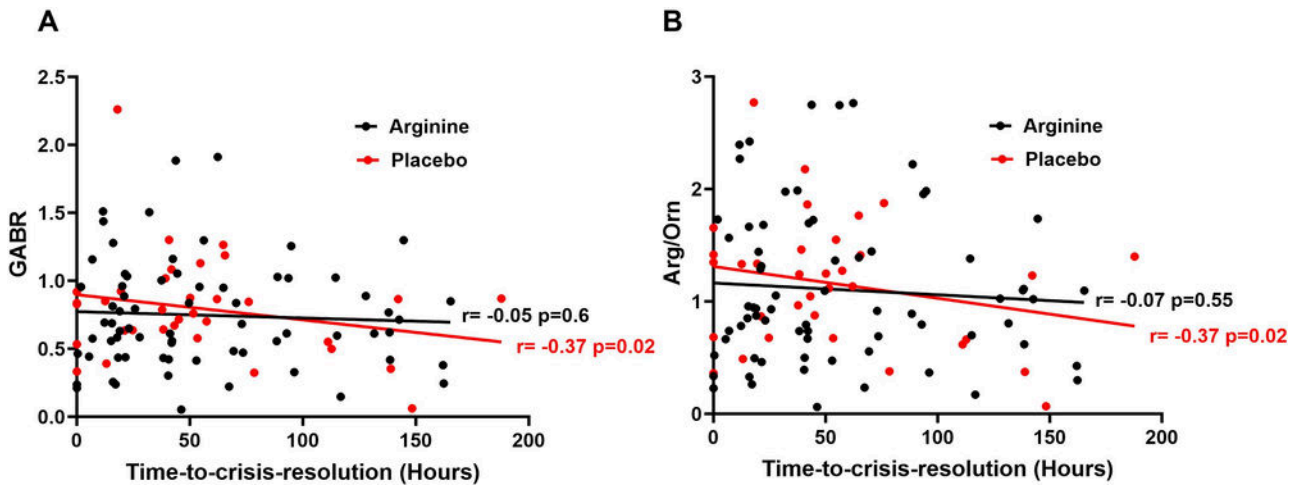 A
GABR
2.5
2.0
1.5
1.0
0.5
0.0
0
50
100
150
200
Time-to-crisis-resolution (Hours)
Arginine
Placebo
r= -0.05 p=0.6
r= -0.37 p=0.02
B
Arg/Orn
3
2
1
0
0
50
100
150
200
Time-to-crisis-resolution (Hours)
Arginine
Placebo
r= -0.07 p=0.55
r= -0.37 p=0.02